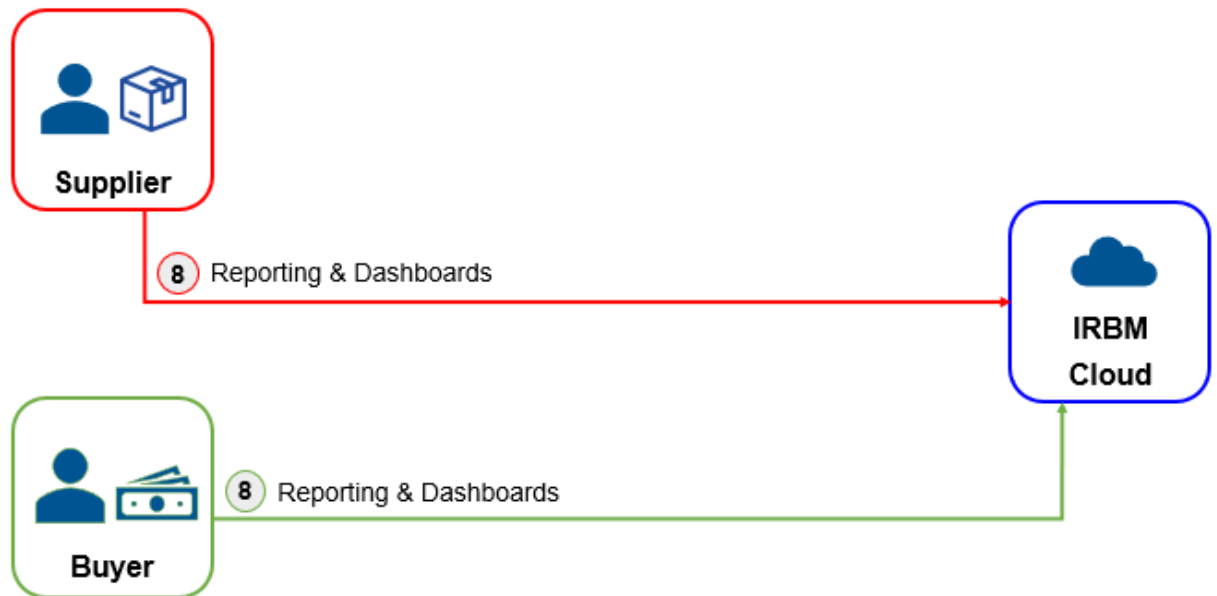 Supplier
8 Reporting & Dashboards
IRBM
Cloud
8 Reporting & Dashboards
Buyer